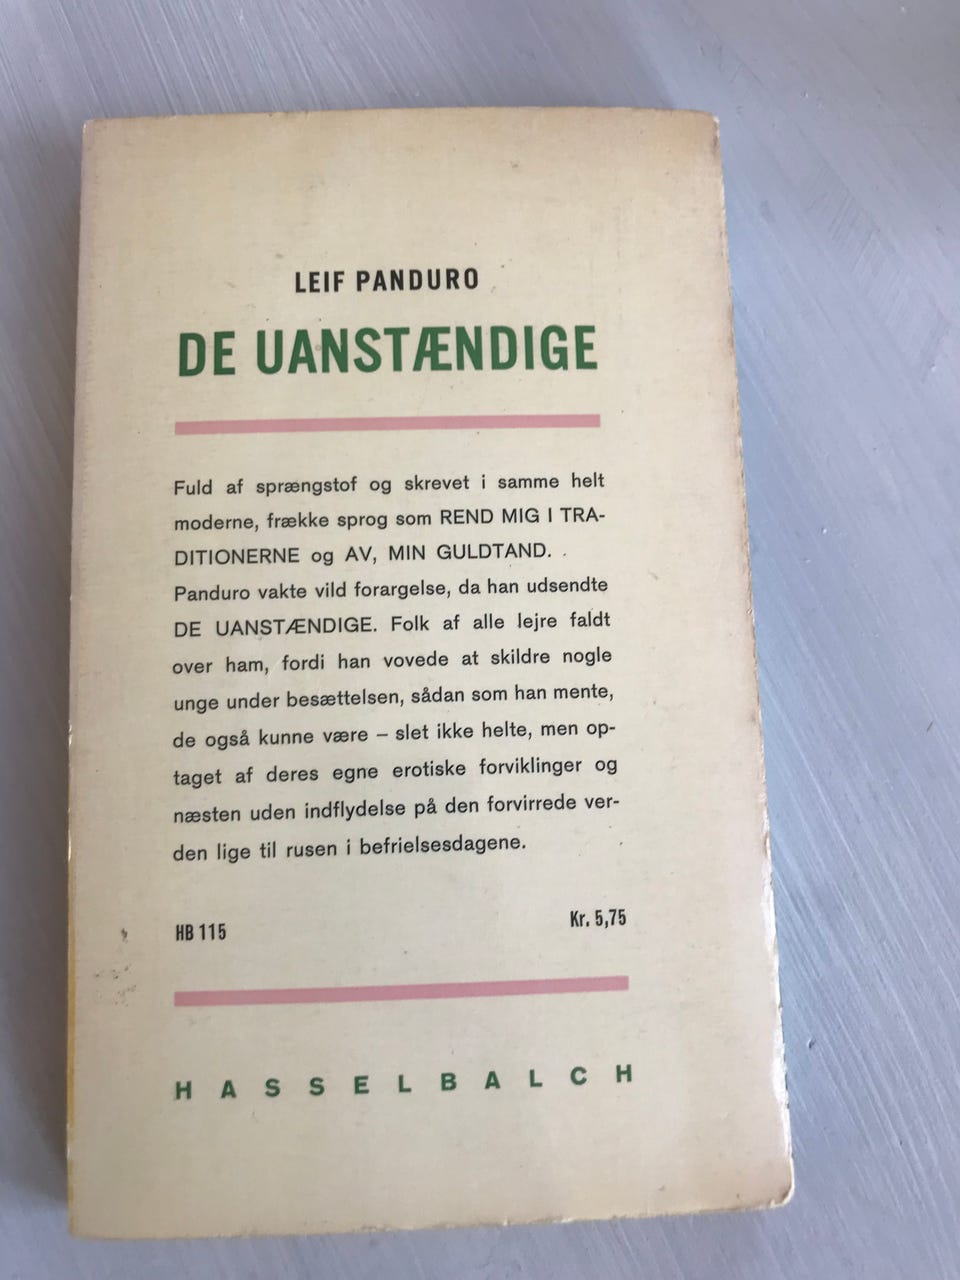 LEIF PANDURO
DE UANSTÆNDIGE
Fuld af sprængstof og skrevet i samme helt
moderne, frække sprog som REND MIG I TRA-
DITIONERNE og AV, MIN GULDTAND.
Panduro vakte vild forargelse, da han udsendte
DE UANSTÆNDIGE. Folk af alle lejre faldt
over ham, fordi han vovede at skildre nogle
unge under besættelsen, sådan som han mente,
de også kunne være – slet ikke helte, men op-
taget af deres egne erotiske forviklinger og
næsten uden indflydelse på den forvirrede ver-
den lige til rusen i befrielsesdagene.
HB 115 Kr. 5,75
HASSELBALCH